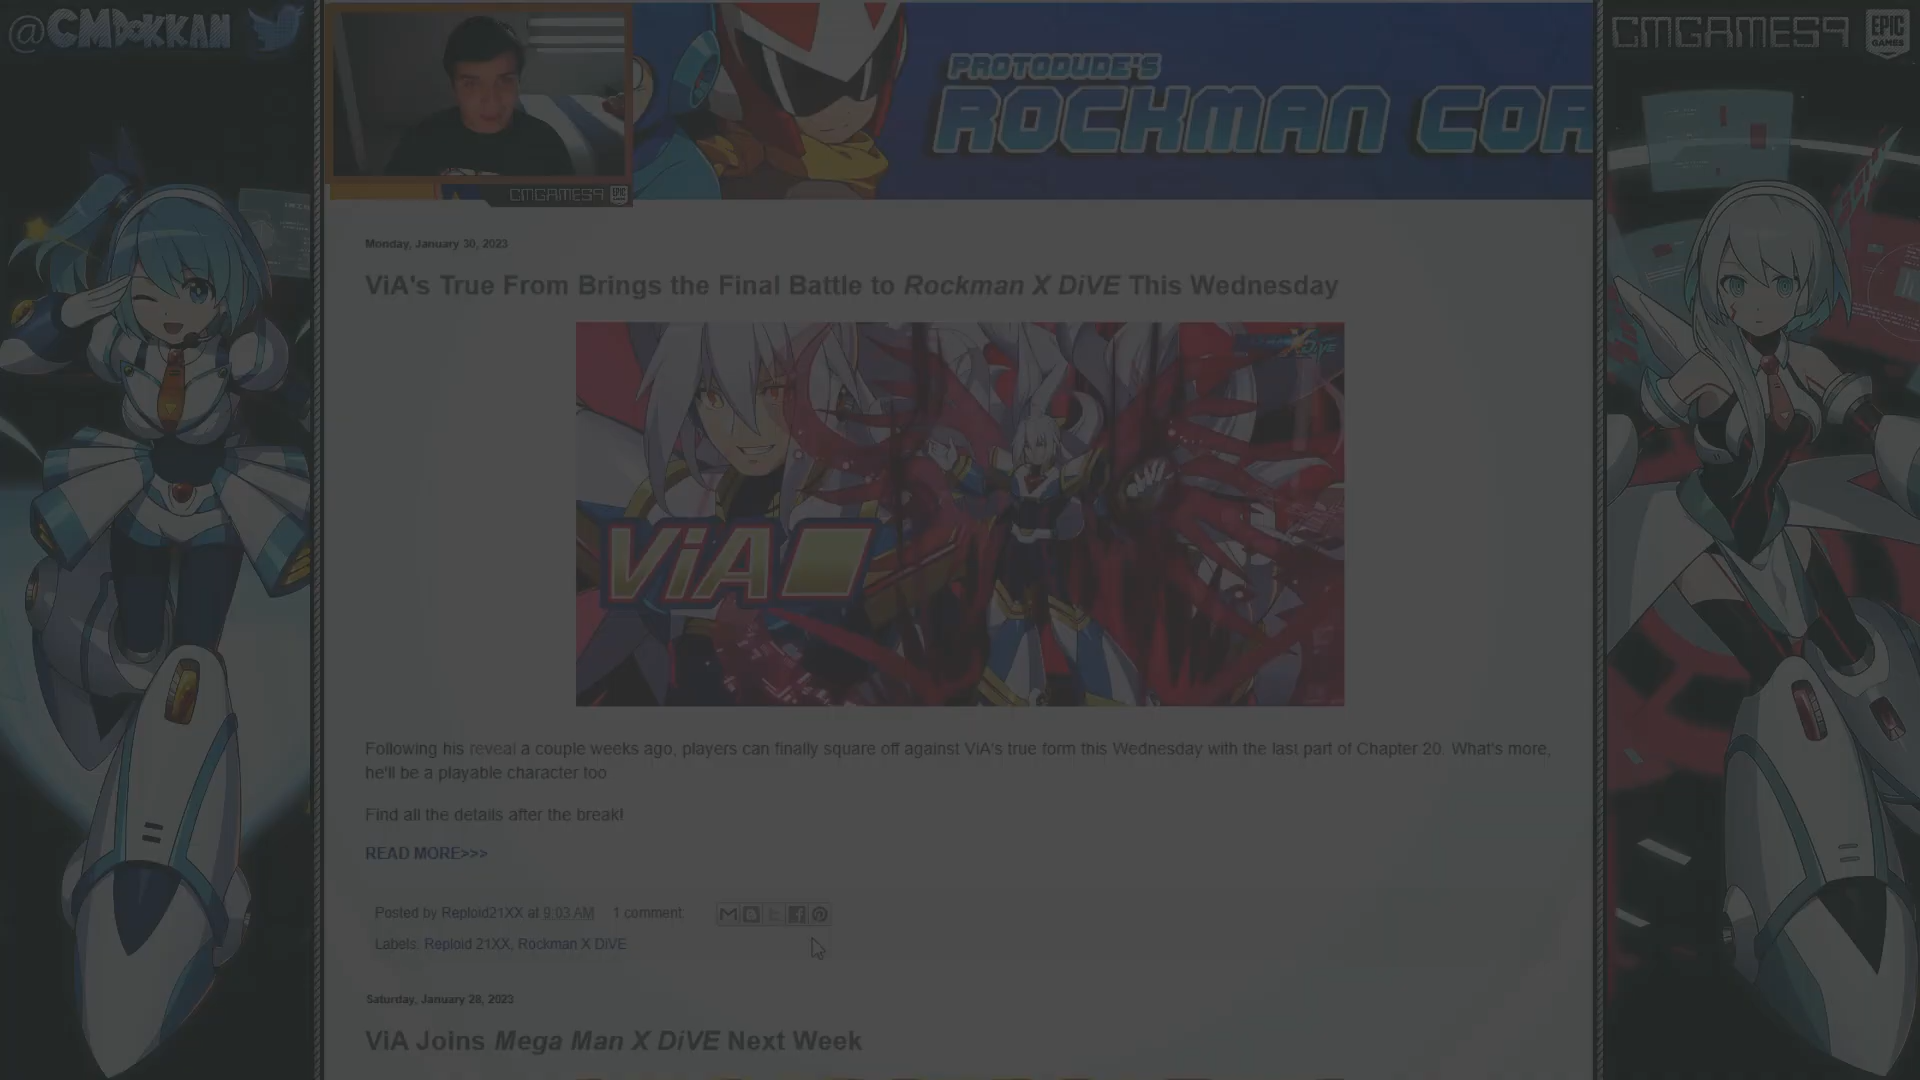 @CMDOKKAN
CMGAMES9
EPIC
GAMES
PROTODUDE'S
ROCKMAN COR
CMGAMES9
EPIC
Monday, January 30, 2023
ViA's True From Brings the Final Battle to Rockman X DiVE This Wednesday
X DiVE
ViA
Following his reveal a couple weeks ago, players can finally square off against ViA's true form this Wednesday with the last part of Chapter 20. What's more,
he'll be a playable character too
Find all the details after the break!
READ MORE>>>
Posted by Reploid21XX at 9:03 AM 1 comment:
Labels: Reploid 21XX, Rockman X DiVE
Saturday, January 28, 2023
ViA Joins Mega Man X DiVE Next Week